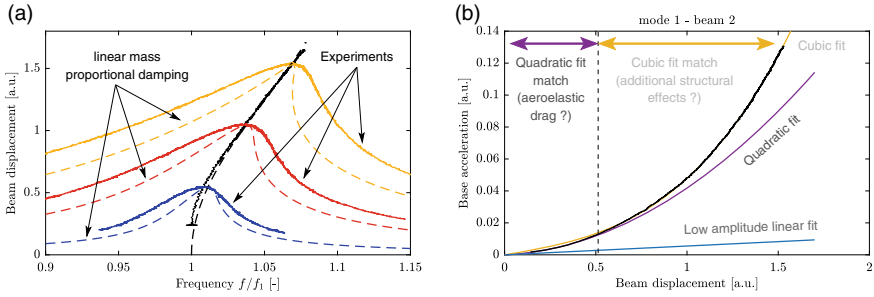 (a)
linear mass
proportional damping
Experiments
Beam displacement [a.u.]
1.5
1
0.5
0
0.9
0.95
1
1.05
1.1
1.15
Frequency f/f₁ [-]
(b)
mode 1 - beam 2
Quadratic fit
match
(aeroelastic
drag ?)
Cubic fit match
(additional structural
effects ?)
Cubic fit
Quadratic fit
Low amplitude linear fit
Base acceleration [a.u.]
0.14
0.12
0.1
0.08
0.06
0.04
0.02
0
0
0.5
1
1.5
2
Beam displacement [a.u.]